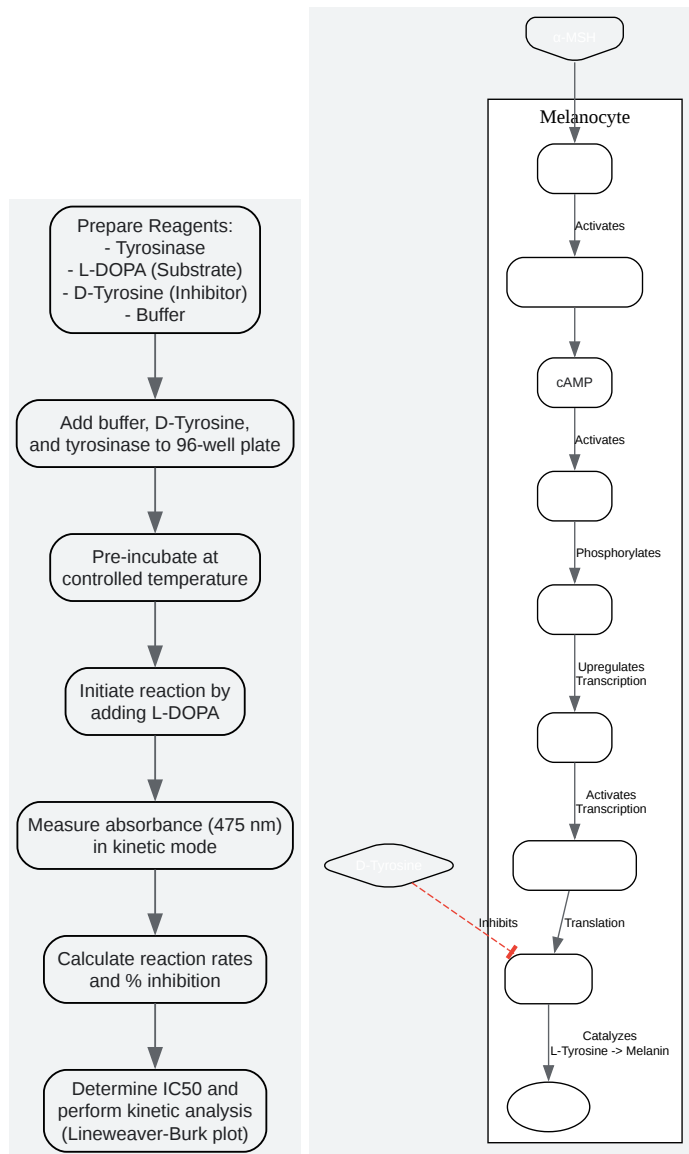 Prepare Reagents:
- Tyrosinase
- L-DOPA (Substrate)
- D-Tyrosine (Inhibitor)
- Buffer
Add buffer, D-Tyrosine,
and tyrosinase to 96-well plate
Pre-incubate at
controlled temperature
Initiate reaction by
adding L-DOPA
Measure absorbance (475 nm)
in kinetic mode
Calculate reaction rates
and % inhibition
Determine IC50 and
perform kinetic analysis
(Lineweaver-Burk plot)
α-MSH
Melanocyte
Activates
cAMP
Activates
Phosphorylates
Upregulates
Transcription
Activates
Transcription
D-Tyrosine
Inhibits
Translation
Catalyzes
L-Tyrosine -> Melanin